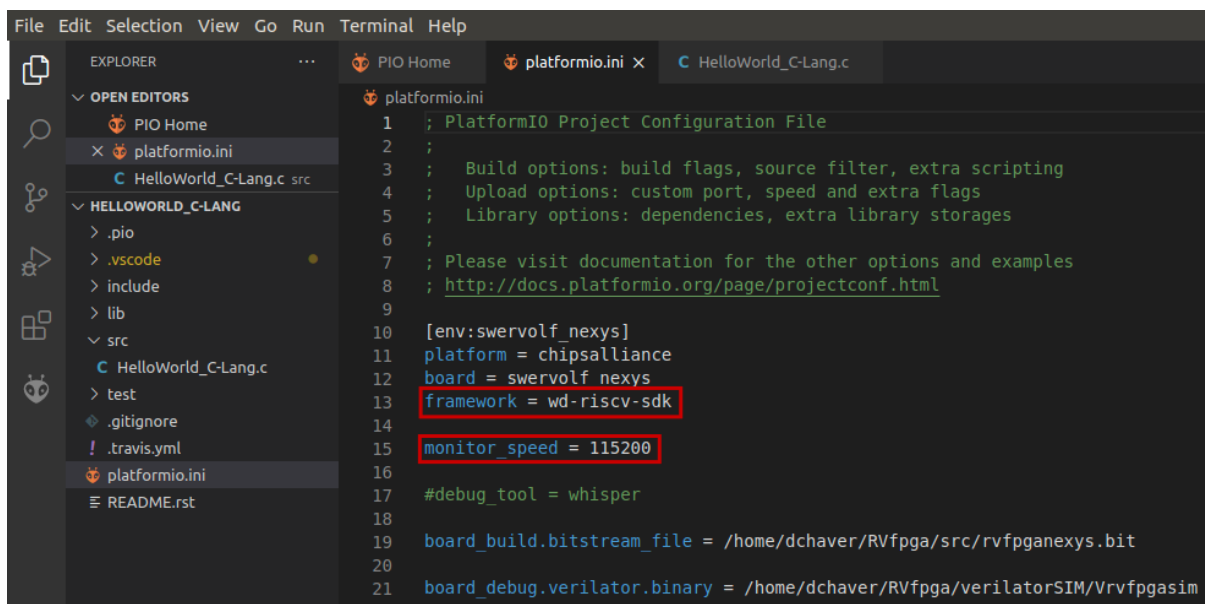 File Edit Selection View Go Run Terminal Help
EXPLORER ···
OPEN EDITORS
PIO Home
platformio.ini
C HelloWorld_C-Lang.c src
HELLOWORLD_C-LANG
.pio
.vscode
include
lib
src
C HelloWorld_C-Lang.c
test
.gitignore
! .travis.yml
platformio.ini
README.rst
PIO Home platformio.ini C HelloWorld_C-Lang.c
platformio.ini
1 ; PlatformIO Project Configuration File
2 ;
3 ;   Build options: build flags, source filter, extra scripting
4 ;   Upload options: custom port, speed and extra flags
5 ;   Library options: dependencies, extra library storages
6 ;
7 ; Please visit documentation for the other options and examples
8 ; http://docs.platformio.org/page/projectconf.html
9
10 [env:swervolf_nexys]
11 platform = chipsalliance
12 board = swervolf_nexys
13 framework = wd-riscv-sdk
14
15 monitor_speed = 115200
16
17 #debug_tool = whisper
18
19 board_build.bitstream_file = /home/dchaver/RVfpga/src/rvfpganexys.bit
20
21 board_debug.verilator.binary = /home/dchaver/RVfpga/verilatorSIM/Vrvfpgasim